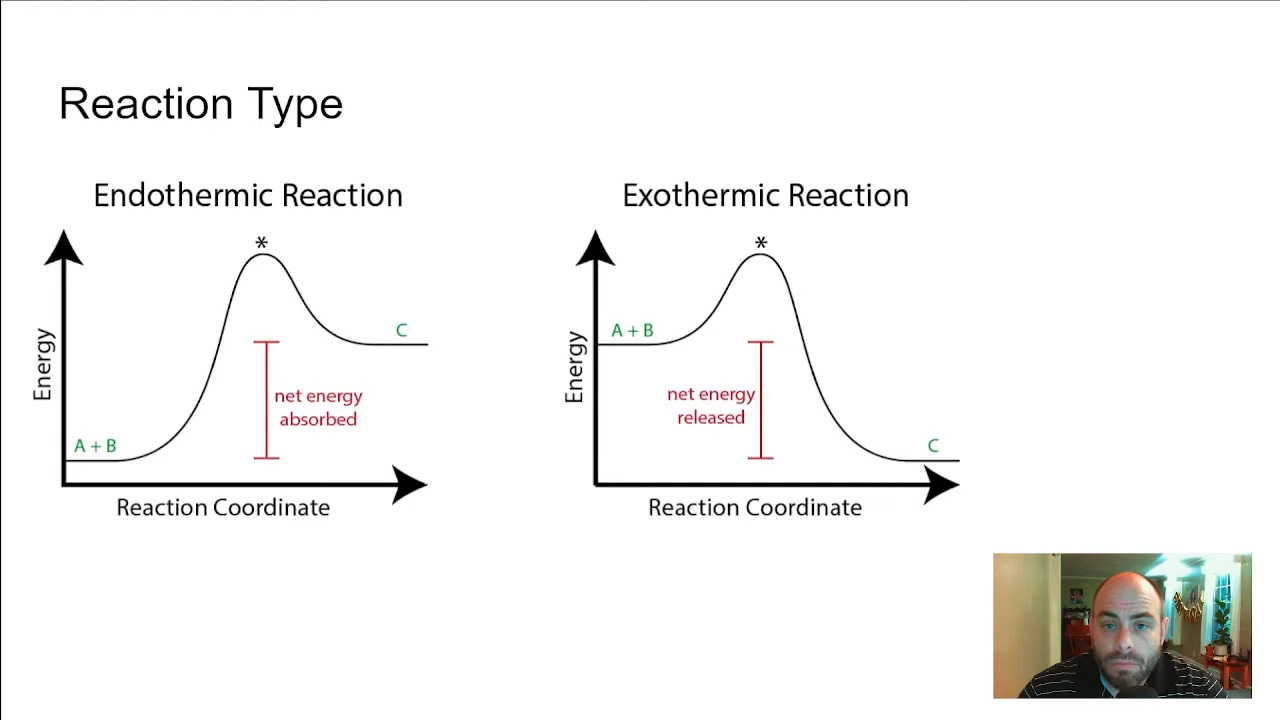 Reaction Type
Endothermic Reaction
*
C
Energy
net energy
absorbed
A + B
Reaction Coordinate
Exothermic Reaction
*
A + B
Energy
net energy
released
C
Reaction Coordinate